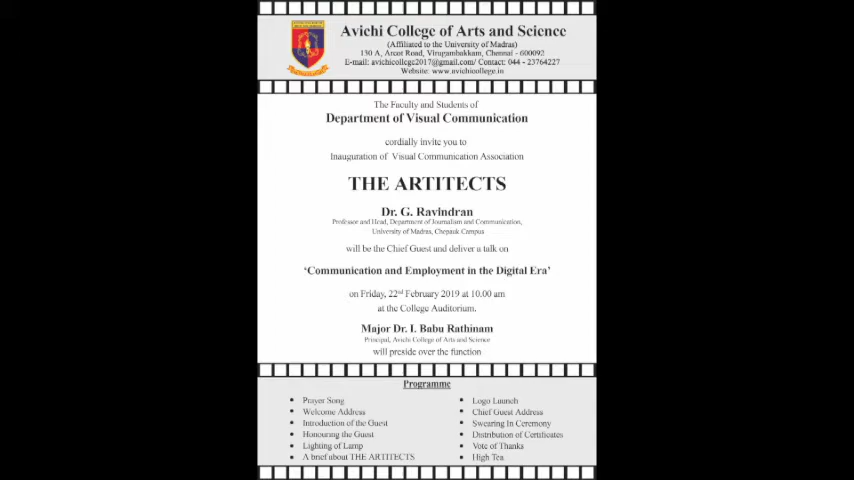 Avichi College of Arts and Science
(Affiliated to the University of Madras)
130 A, Arcot Road, Virugambakkam, Chennai - 600092
E-mail: avichicollege2017@gmail.com/ Contact: 044 - 23764227
Website: www.avichicollege.in
The Faculty and Students of
Department of Visual Communication
cordially invite you to
Inauguration of Visual Communication Association
THE ARTITECTS
Dr. G. Ravindran
Professor and Head, Department of Journalism and Communication,
University of Madras, Chepauk Campus
will be the Chief Guest and deliver a talk on
‘Communication and Employment in the Digital Era’
on Friday, 22nd February 2019 at 10.00 am
at the College Auditorium.
Major Dr. I. Babu Rathinam
Principal, Avichi College of Arts and Science
will preside over the function
Programme
• Prayer Song
• Welcome Address
• Introduction of the Guest
• Honouring the Guest
• Lighting of Lamp
• A brief about THE ARTITECTS
• Logo Launch
• Chief Guest Address
• Swearing In Ceremony
• Distribution of Certificates
• Vote of Thanks
• High Tea